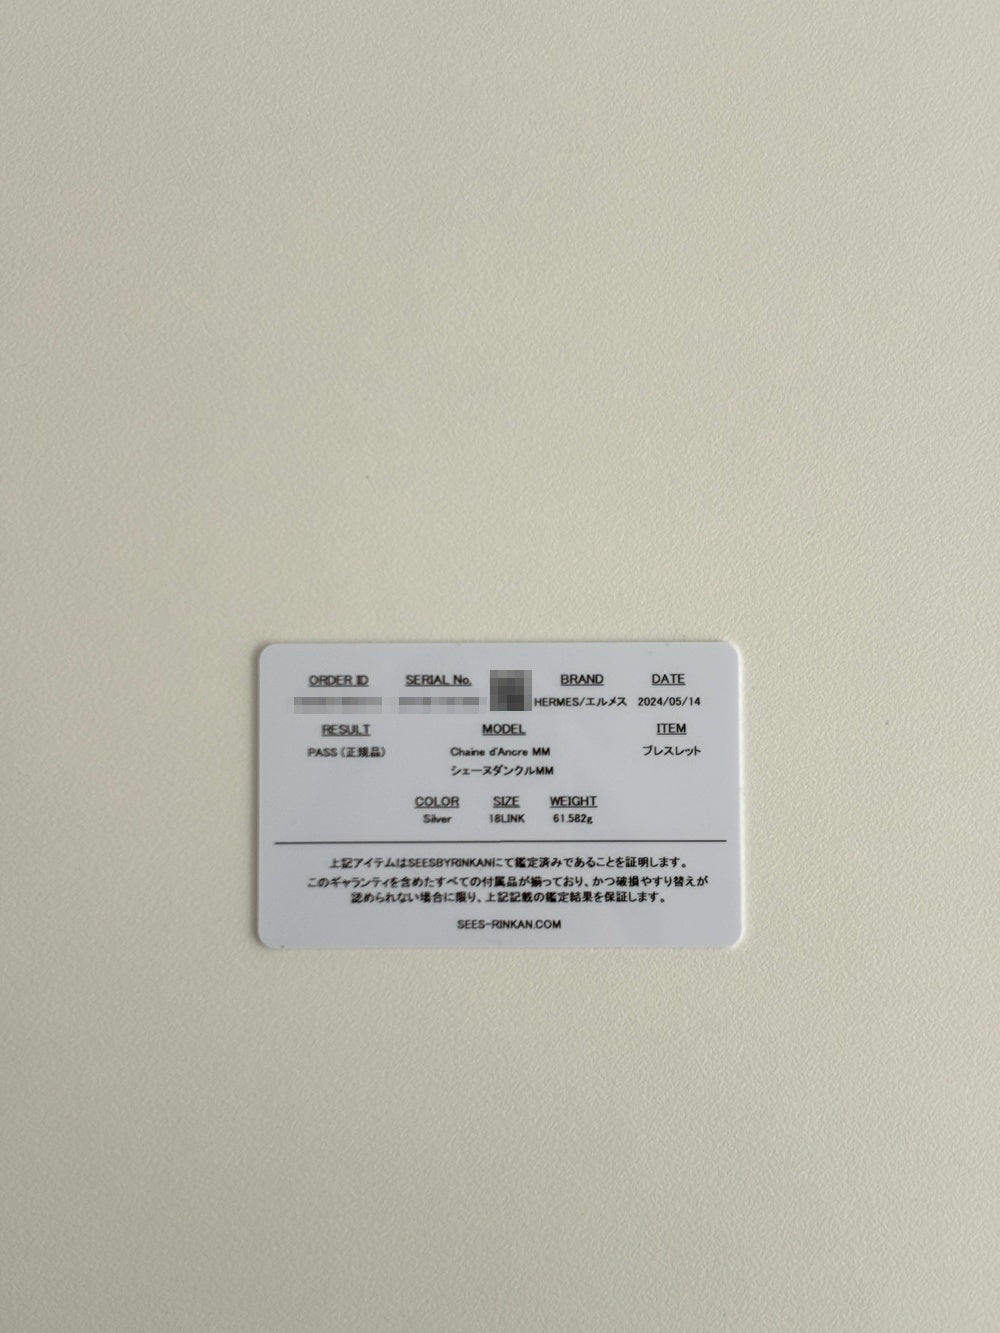 ORDER ID SERIAL No. BRAND DATE
HERMES/エルメス 2024/05/14
RESULT MODEL ITEM
PASS（正規品） Chaine d'Ancre MM ブレスレット
シェーヌダンクルMM
COLOR SIZE WEIGHT
Silver 18LINK 61.582g
上記アイテムはSEESBYRINKANにて鑑定済みであることを証明します。
このギャランティを含めたすべての付属品が揃っており、かつ破損やすり替えが
認められない場合に限り、上記記載の鑑定結果を保証します。
SEES-RINKAN.COM